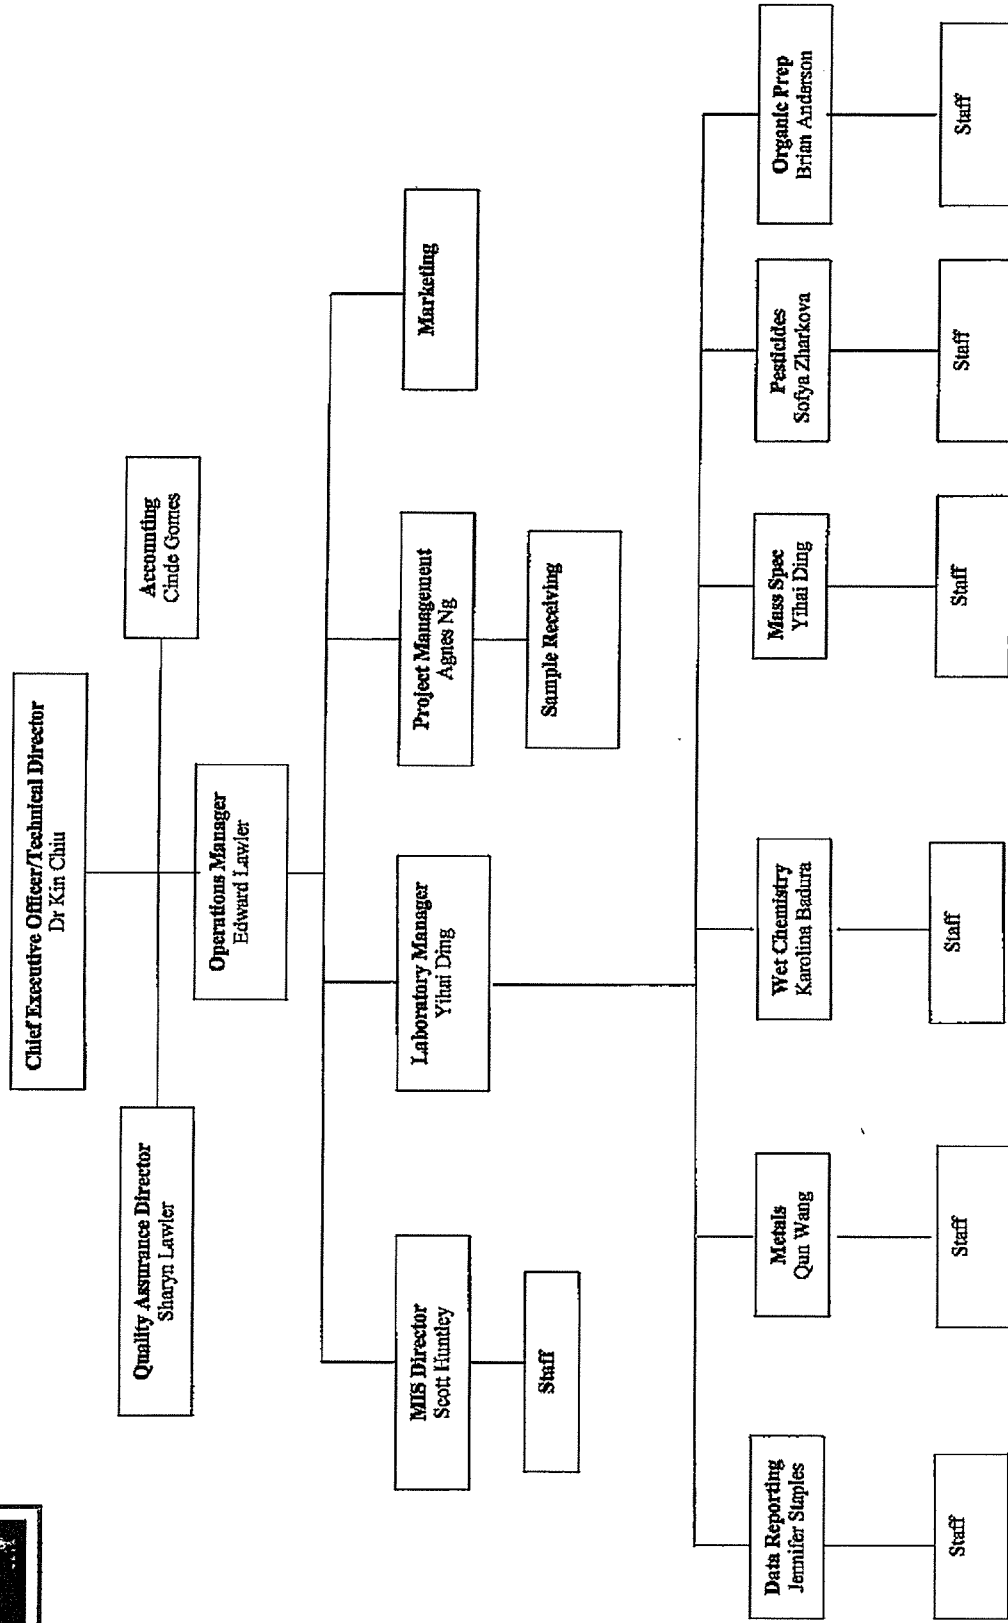 Chief Executive Officer/Technical Director
Dr Kin Chiu
Quality Assurance Director
Sharyn Lawler
Accounting
Cinde Gomes
Operations Manager
Edward Lawler
MIS Director
Scott Huntley
Laboratory Manager
Yihai Ding
Project Management
Agnes Ng
Marketing
Staff
Sample Receiving
Data Reporting
Jennifer Staples
Metals
Qun Wang
Wet Chemistry
Karolina Badura
Mass Spec
Yihai Ding
Pesticides
Sofya Zharkova
Organic Prep
Brian Anderson
Staff
Staff
Staff
Staff
Staff
Staff